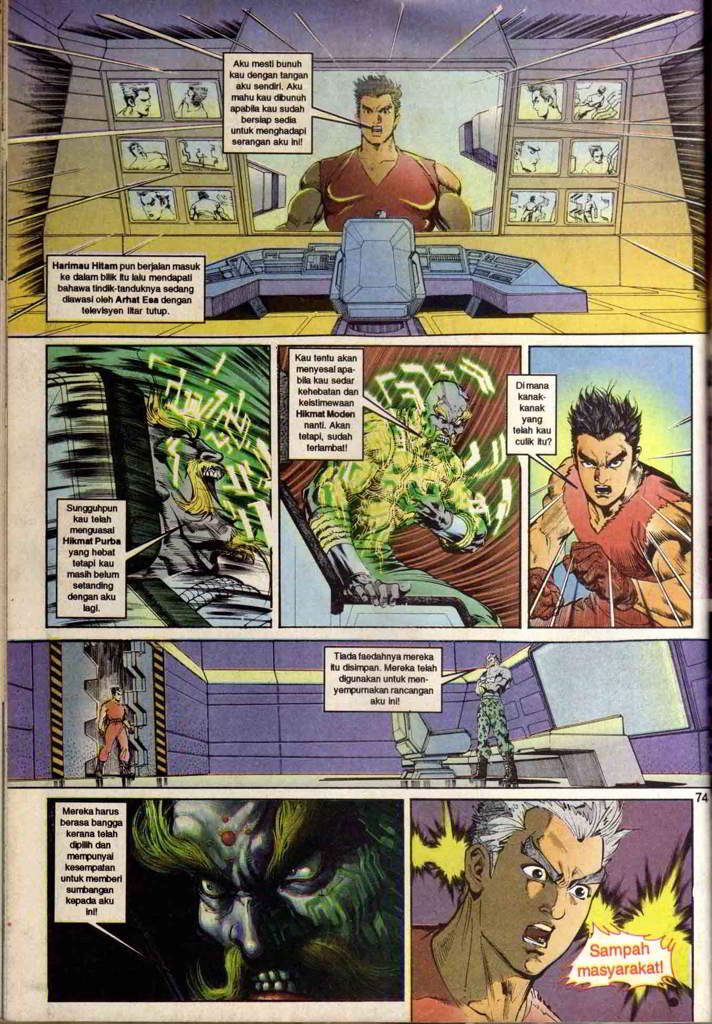 Aku mesti bunuh
kau dengan tangan
aku sendiri. Aku
mahu kau dibunuh
apabila kau sudah
bersiap sedia
untuk menghadapi
serangan aku ini!
Harimau Hitam pun berjalan masuk
ke dalam bilik itu lalu mendapati
bahawa tindik-tanduknya sedang
diawasi oleh Arhat Esa dengan
televisyen litar tutup.
Sungguhpun
kau telah
menguasai
Hikmat Purba
yang hebat
tetapi kau
masih belum
setanding
dengan aku
lagi.
Kau tentu akan
menyesal apa-
bila kau sedar
kehebatan dan
keistimewaan
Hikmat Moden
nanti. Akan
tetapi, sudah
terlambat!
Di mana
kanak-
kanak
yang
telah kau
culik itu?
Tiada faedahnya mereka
itu disimpan. Mereka telah
digunakan untuk men-
yempurnakan rancangan
aku ini!
Mereka harus
berasa bangga
kerana telah
dipilih dan
mempunyai
kesempatan
untuk memberi
sumbangan
kepada aku
ini!
74
Sampah
masyarakat!